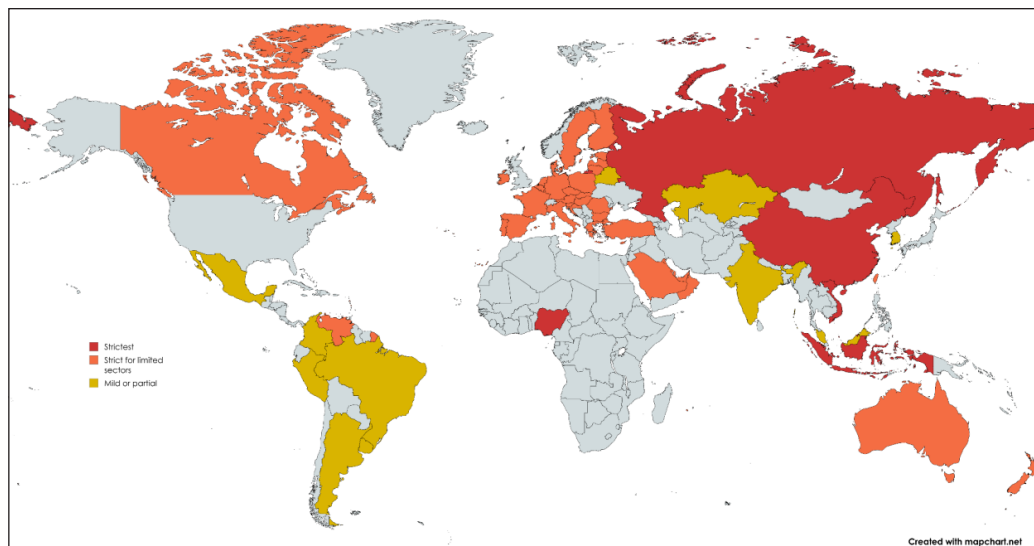 Strictest
Strict for limited
sectors
Mild or partial
Created with mapchart.net